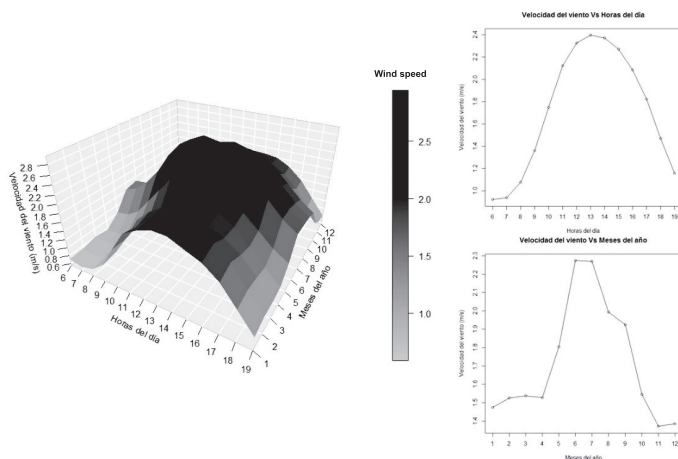 Velocidad del viento (m/s)
2.8
2.6
2.4
2.2
2.0
1.8
1.6
1.4
1.2
1.0
0.8
0.6
6 7 8 9 10 11 12 13 14 15 16 17 18 19
Horas del día
1 2 3 4 5 6 7 8 9 10 11 12
Meses del año
Wind speed
2.5
2.0
1.5
1.0
Velocidad del viento Vs Horas del día
Velocidad del viento (m/s)
2.4
2.2
2.0
1.8
1.6
1.4
1.2
1.0
6 7 8 9 10 11 12 13 14 15 16 17 18 19
Horas del día
Velocidad del viento Vs Meses del año
Velocidad del viento (m/s)
2.3
2.2
2.1
2.0
1.9
1.8
1.7
1.6
1.5
1.4
1 2 3 4 5 6 7 8 9 10 11 12
Meses del año